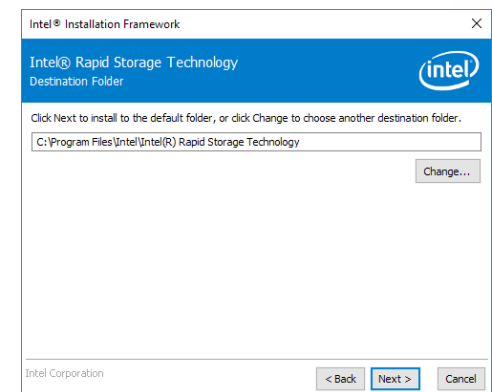 Intel® Installation Framework
Intel® Rapid Storage Technology
Destination Folder
intel
Click Next to install to the default folder, or click Change to choose another destination folder.
C:\Program Files\Intel\Intel(R) Rapid Storage Technology
Change...
Intel Corporation
< Back Next > Cancel